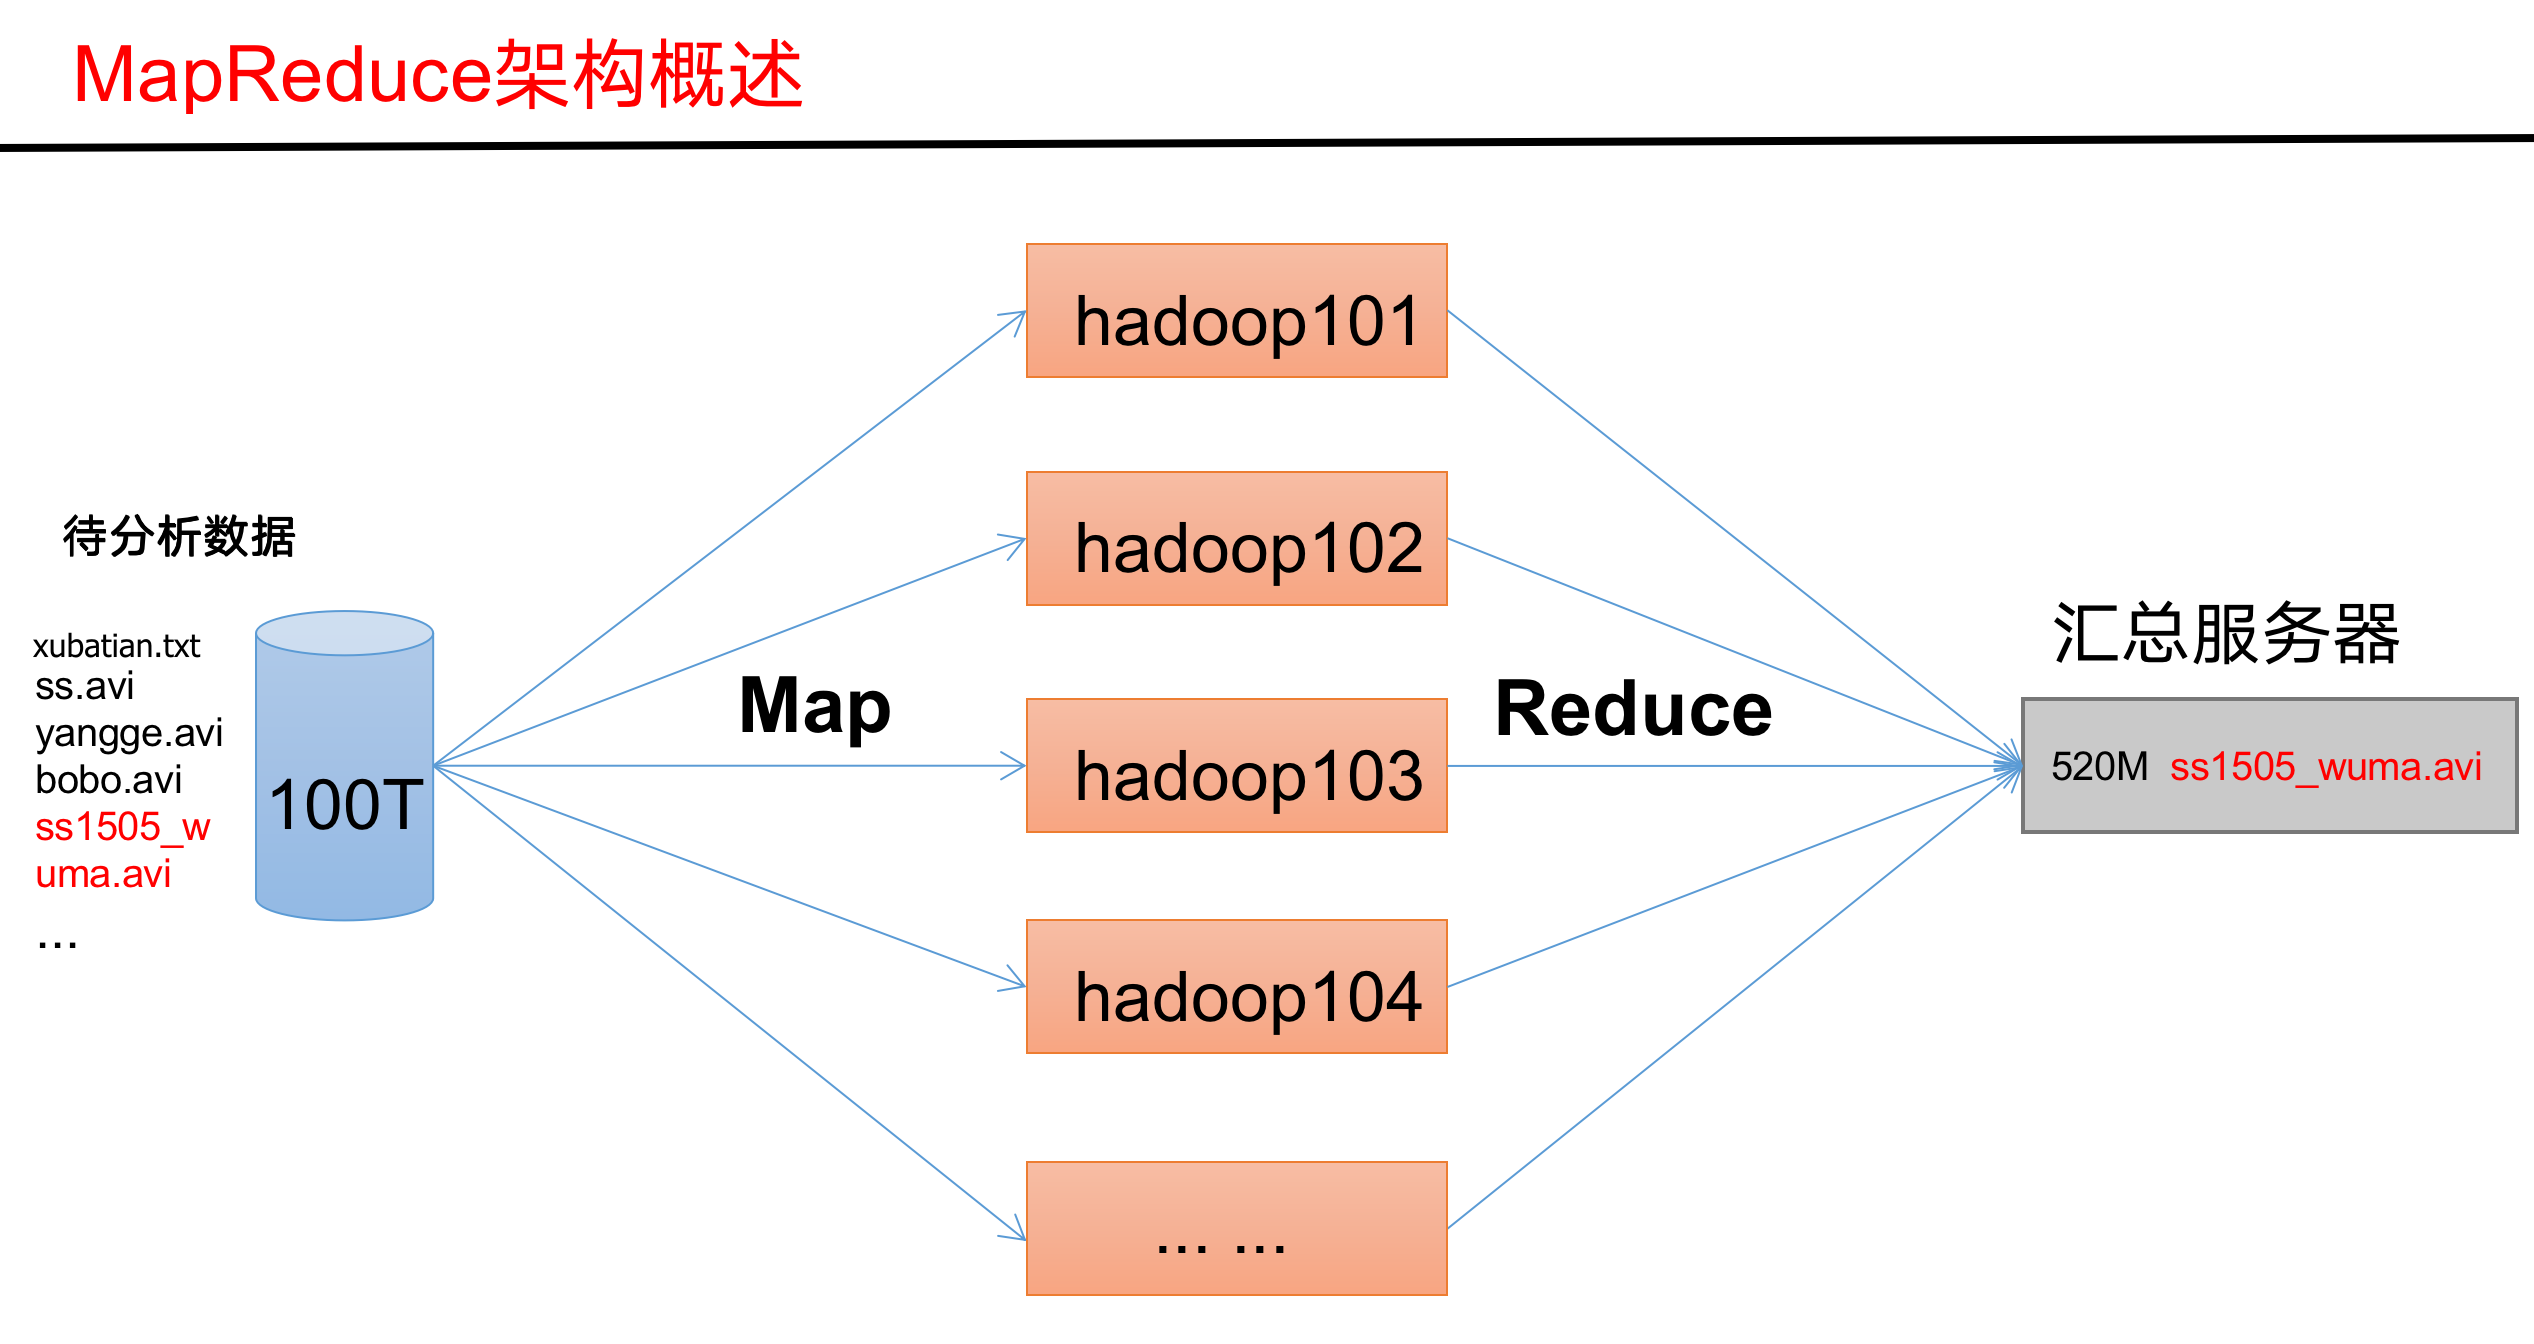 MapReduce架构概述
待分析数据
xubatian.txt
ss.avi
yangge.avi
bobo.avi
ss1505_w
uma.avi
...
100T
Map
hadoop101
hadoop102
hadoop103
hadoop104
... ...
Reduce
汇总服务器
520M ss1505_wuma.avi